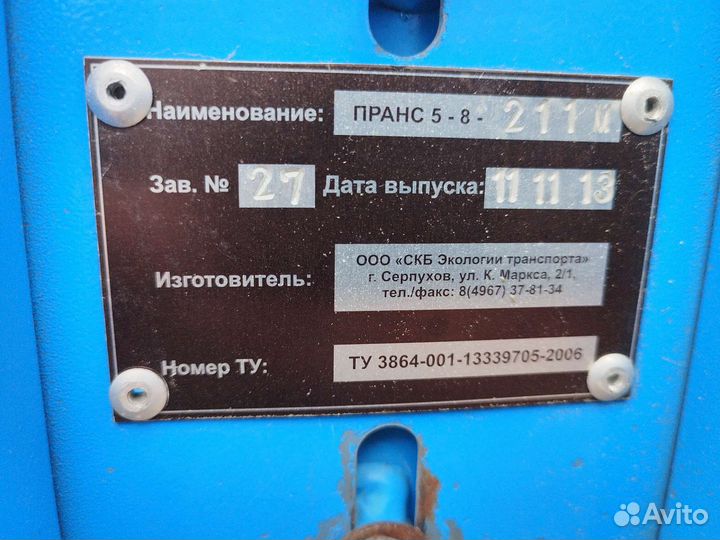 Наименование: ПРАНС 5 - 8 - 211 М
Зав. № 27 Дата выпуска: 11 11 13
Изготовитель: ООО «СКБ Экологии транспорта»
г. Серпухов, ул. К. Маркса, 2/1,
тел./факс: 8(4967) 37-81-34
Номер ТУ: ТУ 3864-001-13339705-2006
Avito